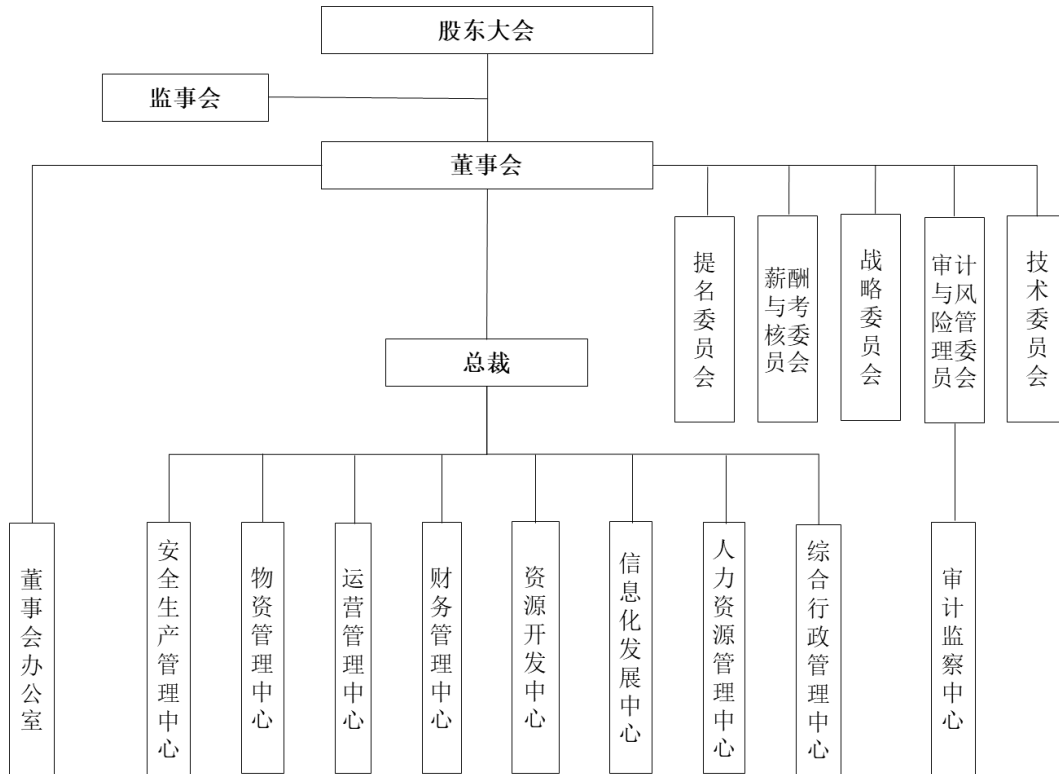 股东大会
监事会
董事会
提名委员会
薪酬与考核委员会
战略委员会
审计与风险管理委员会
技术委员会
总裁
董事会办公室
安全生产管理中心
物资管理中心
运营管理中心
财务管理中心
资源开发中心
信息化发展中心
人力资源管理中心
综合行政管理中心
审计监察中心